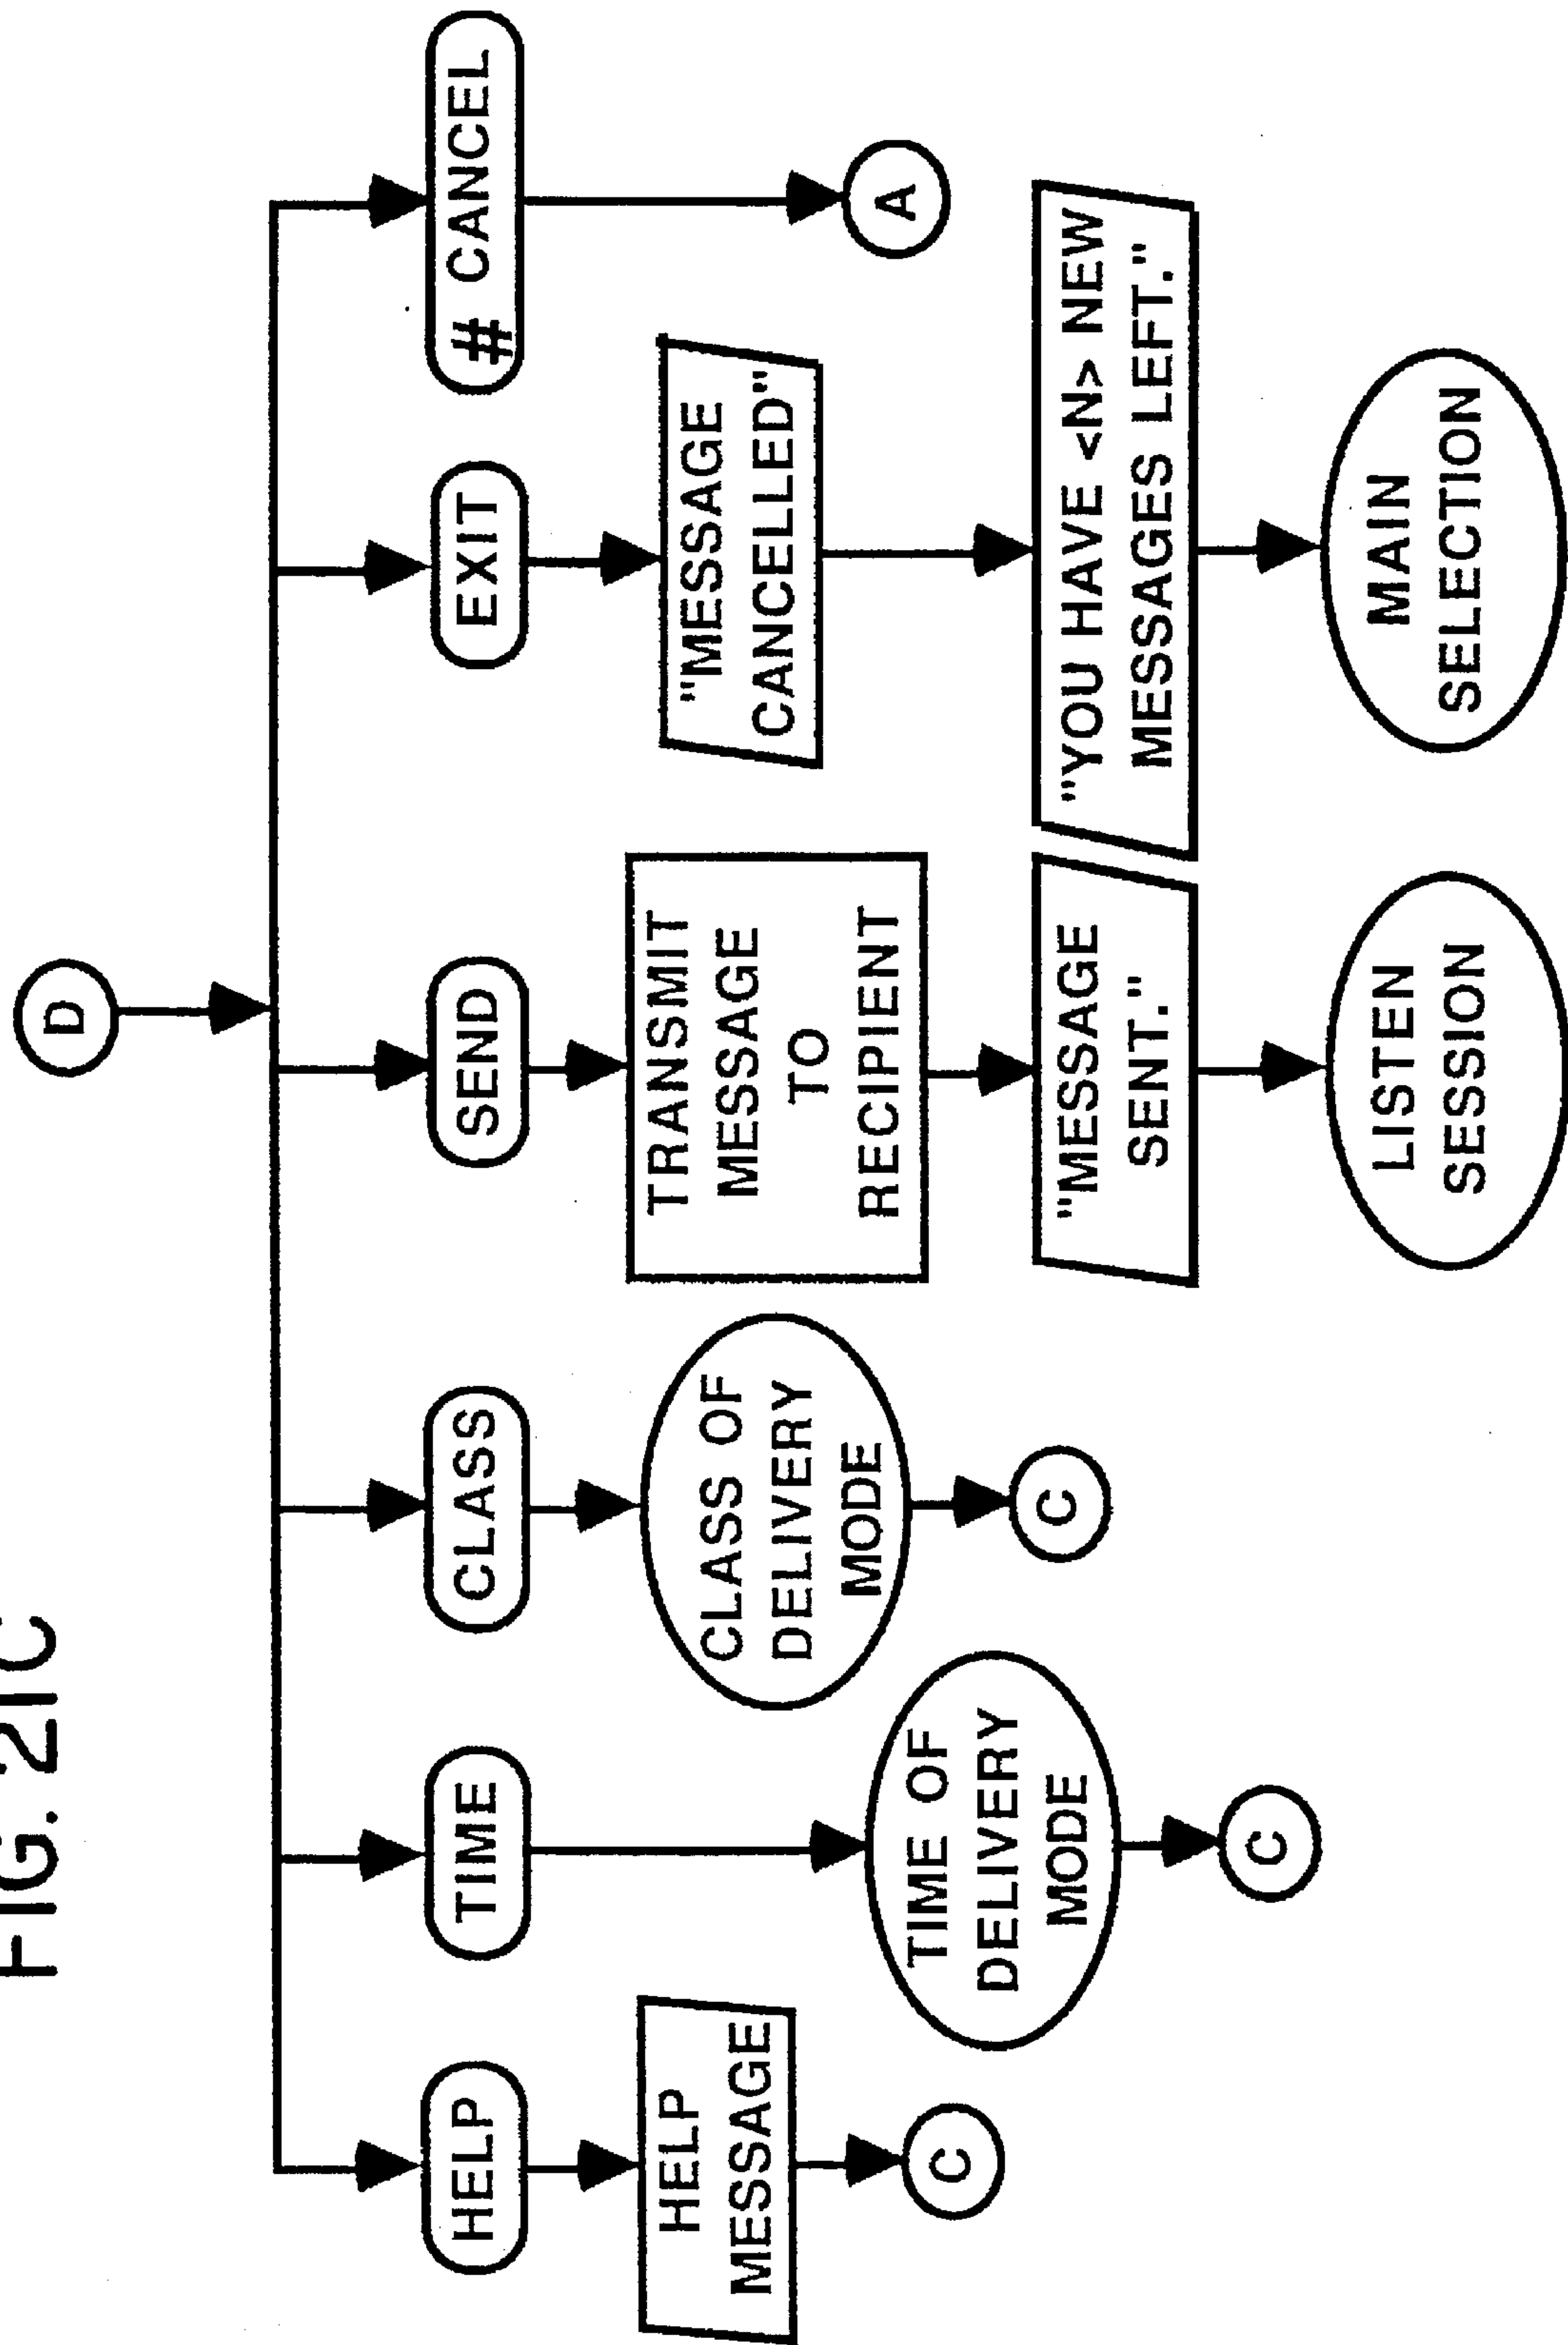 FIG. 21C
D
HELP
TIME
CLASS
SEND
EXIT
# CANCEL
HELP
MESSAGE
C
TIME OF
DELIVERY
MODE
C
CLASS OF
DELIVERY
MODE
C
TRANSMIT
MESSAGE
TO
RECIPIENT
"MESSAGE
SENT."
LISTEN
SESSION
"MESSAGE
CANCELLED"
"YOU HAVE <N> NEW
MESSAGES LEFT."
MAIN
SELECTION
A